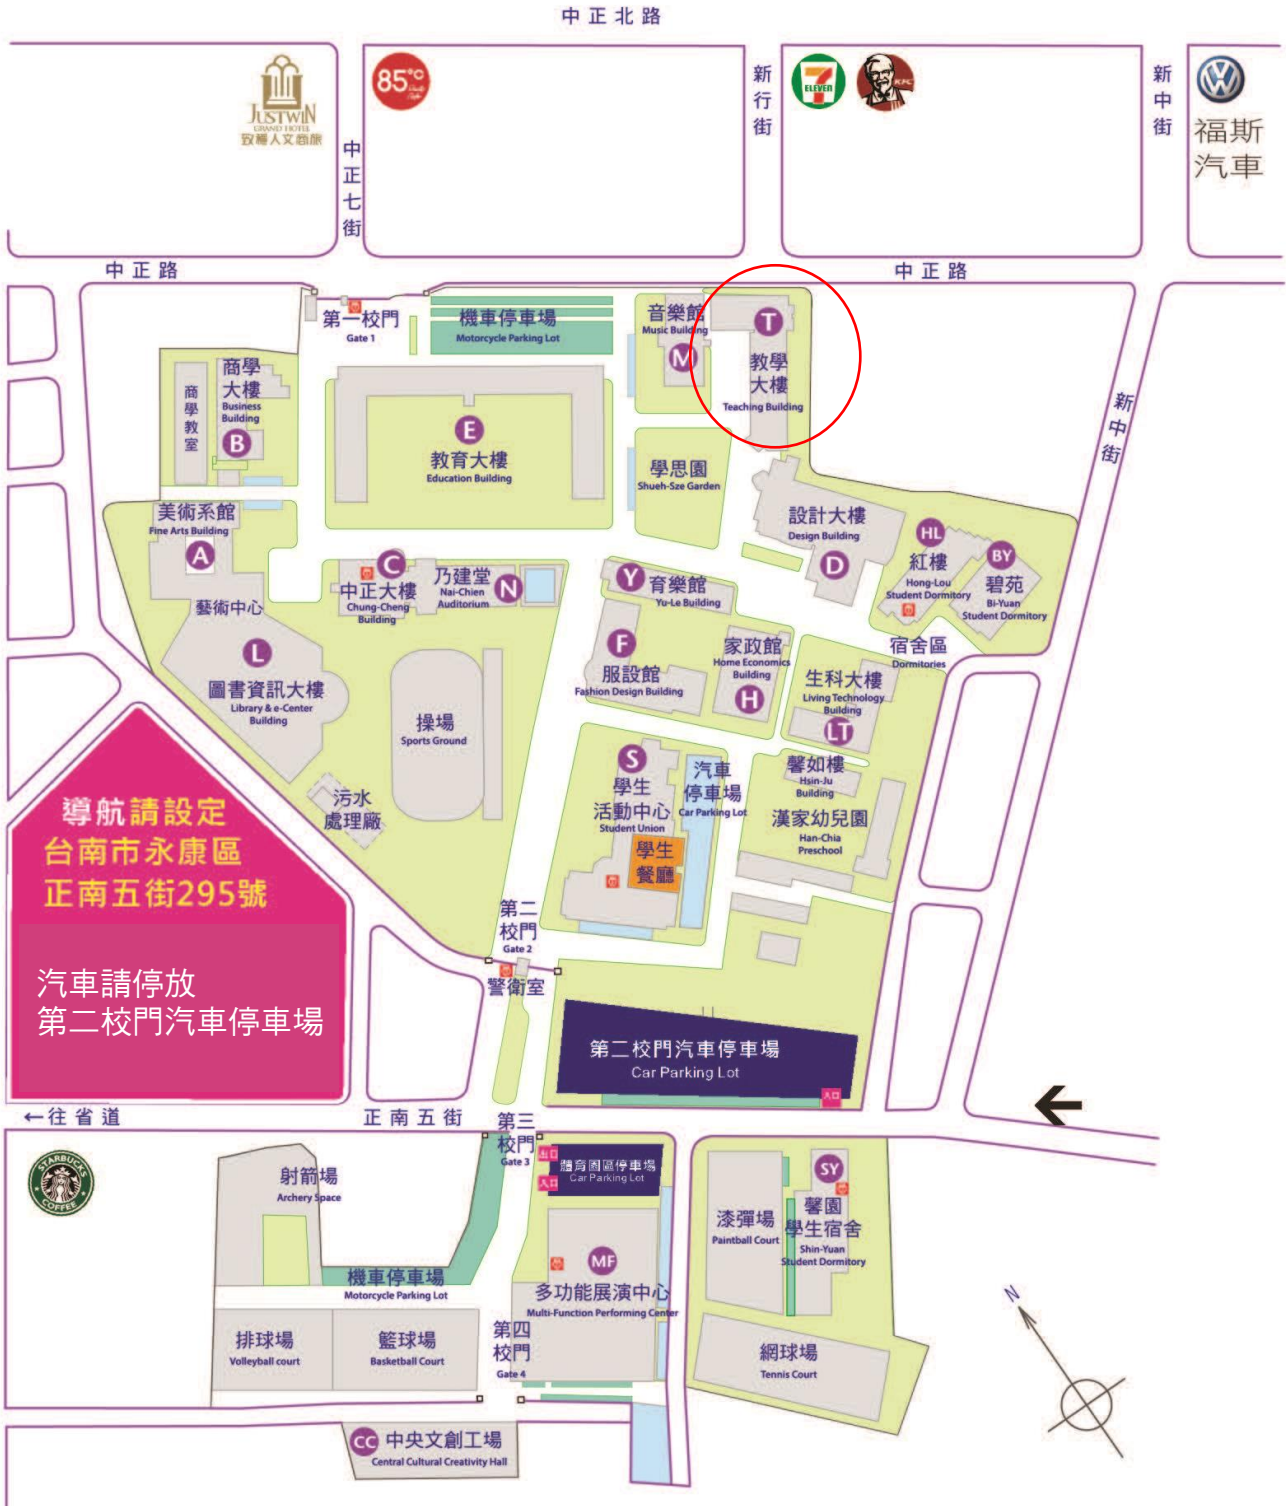 中正北路
JUSTWIN
GRAND HOTEL
致穩人文商旅
85°C
中正七街
新行街
7
ELEVEN
KFC
新中街
福斯
汽車
中正路
中正路
第一校門
Gate 1
機車停車場
Motorcycle Parking Lot
音樂館
Music Building
M
T
教學
大樓
Teaching Building
商學
大樓
Business
Building
B
商學教室
E
教育大樓
Education Building
學思園
Shueh-Sze Garden
新中街
美術系館
Fine Arts Building
A
設計大樓
Design Building
D
HL
紅樓
Hong-Lou
Student Dormitory
BY
碧苑
Bi-Yuan
Student Dormitory
C
中正大樓
Chung-Cheng
Building
乃建堂
Nai-Chien
Auditorium
N
Y
育樂館
Yu-Le Building
藝術中心
L
圖書資訊大樓
Library & e-Center
Building
F
服設館
Fashion Design Building
家政館
Home Economics
Building
H
宿舍區
Dormitories
生科大樓
Living Technology
Building
LT
操場
Sports Ground
S
學生
活動中心
Student Union
學生
餐廳
汽車
停車場
Car Parking Lot
馨如樓
Hsin-Ju
Building
漢家幼兒園
Han-Chia
Preschool
污水
處理廠
導航請設定
台南市永康區
正南五街295號
汽車請停放
第二校門汽車停車場
第二
校門
Gate 2
警衛室
第二校門汽車停車場
Car Parking Lot
入口
←往省道
正南五街
第三
校門
Gate 3
出口
入口
體育園區停車場
Car Parking Lot
STARBUCKS
COFFEE
射箭場
Archery Space
機車停車場
Motorcycle Parking Lot
MF
多功能展演中心
Multi-Function Performing Center
漆彈場
Paintball Court
SY
馨園
學生宿舍
Shin-Yuan
Student Dormitory
排球場
Volleyball court
籃球場
Basketball Court
第四
校門
Gate 4
網球場
Tennis Court
N
CC
中央文創工場
Central Cultural Creativity Hall